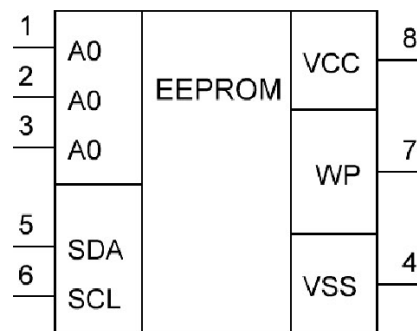 1 A0
2 A0
3 A0
5 SDA
6 SCL
EEPROM
VCC 8
WP 7
VSS 4